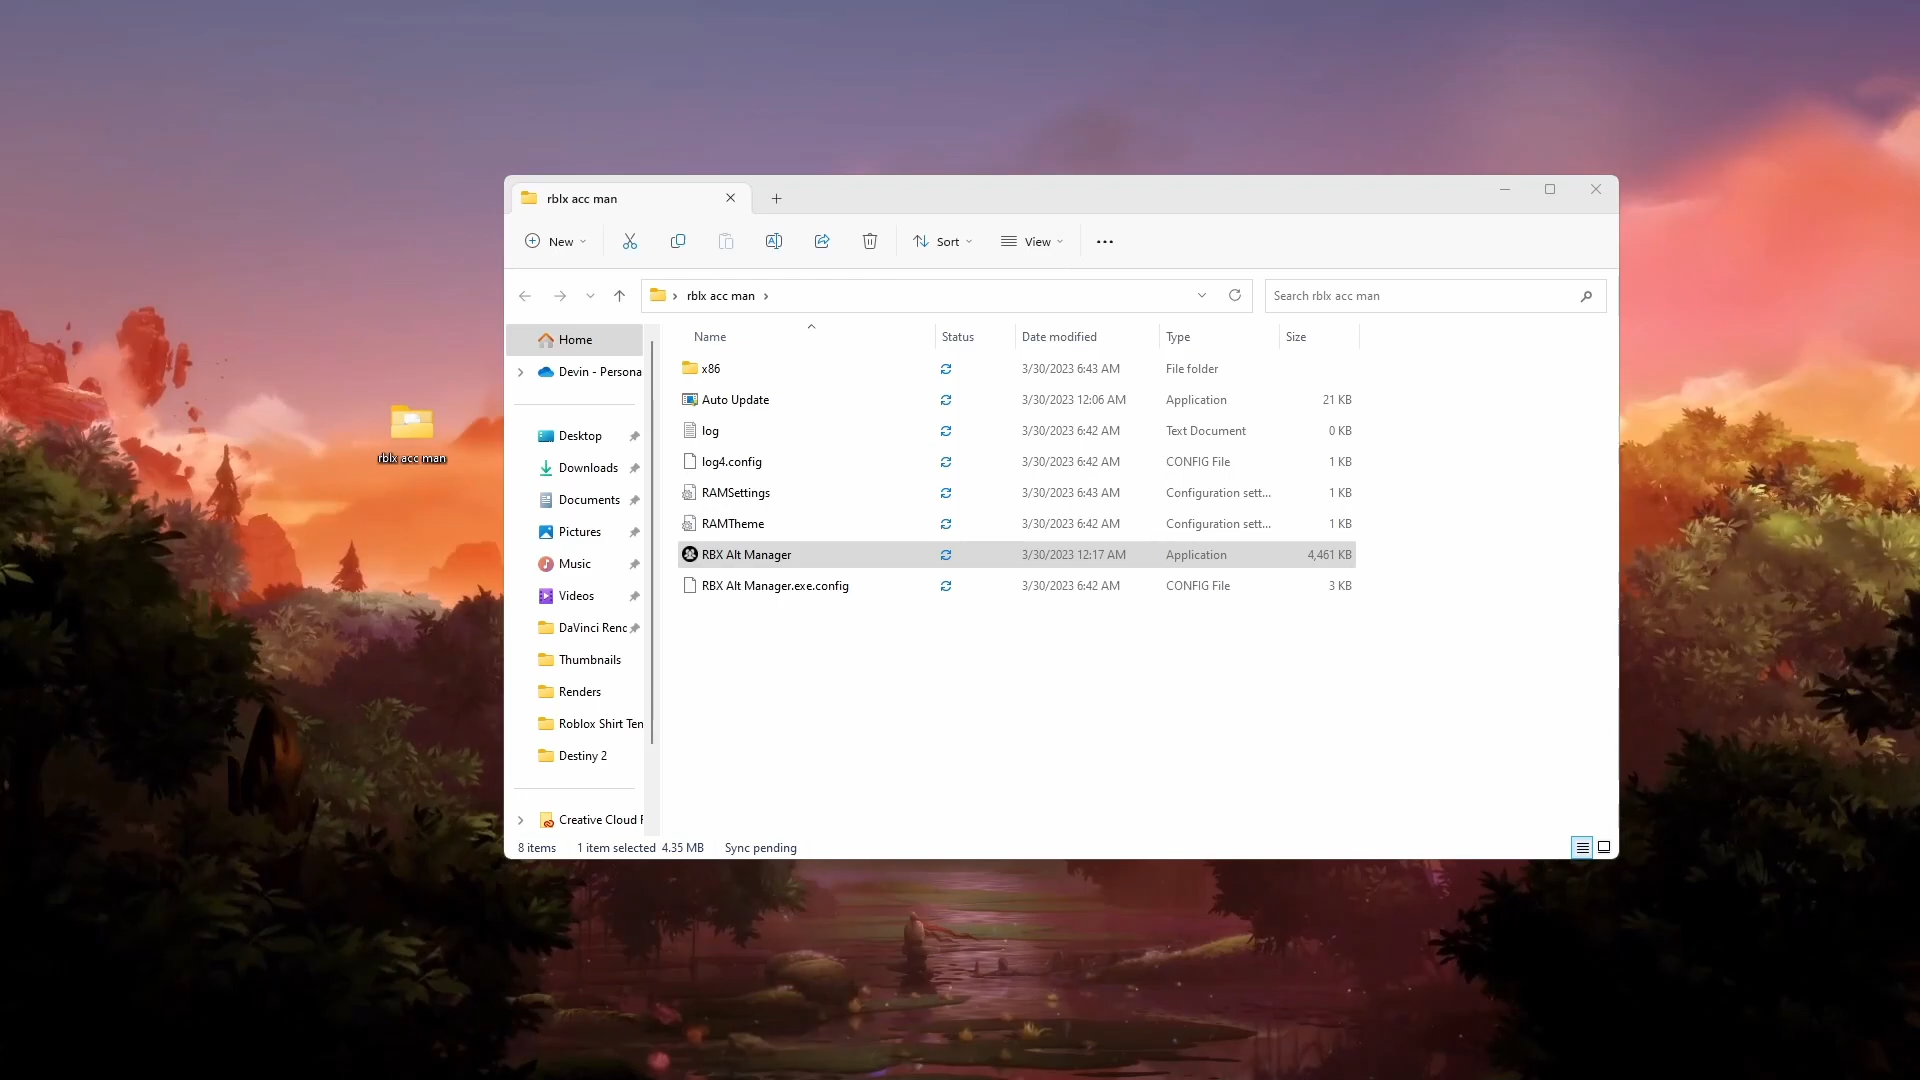 rblx acc man
New
Sort
View
rblx acc man
Search rblx acc man
Home
Devin - Persona
Desktop
Downloads
Documents
Pictures
Music
Videos
DaVinci Renc
Thumbnails
Renders
Roblox Shirt Ten
Destiny 2
Creative Cloud F
Name Status Date modified Type Size
x86 3/30/2023 6:43 AM File folder
Auto Update 3/30/2023 12:06 AM Application 21 KB
log 3/30/2023 6:42 AM Text Document 0 KB
log4.config 3/30/2023 6:42 AM CONFIG File 1 KB
RAMSettings 3/30/2023 6:43 AM Configuration sett... 1 KB
RAMTheme 3/30/2023 6:42 AM Configuration sett... 1 KB
RBX Alt Manager 3/30/2023 12:17 AM Application 4,461 KB
RBX Alt Manager.exe.config 3/30/2023 6:42 AM CONFIG File 3 KB
8 items 1 item selected 4.35 MB Sync pending
rblx acc man